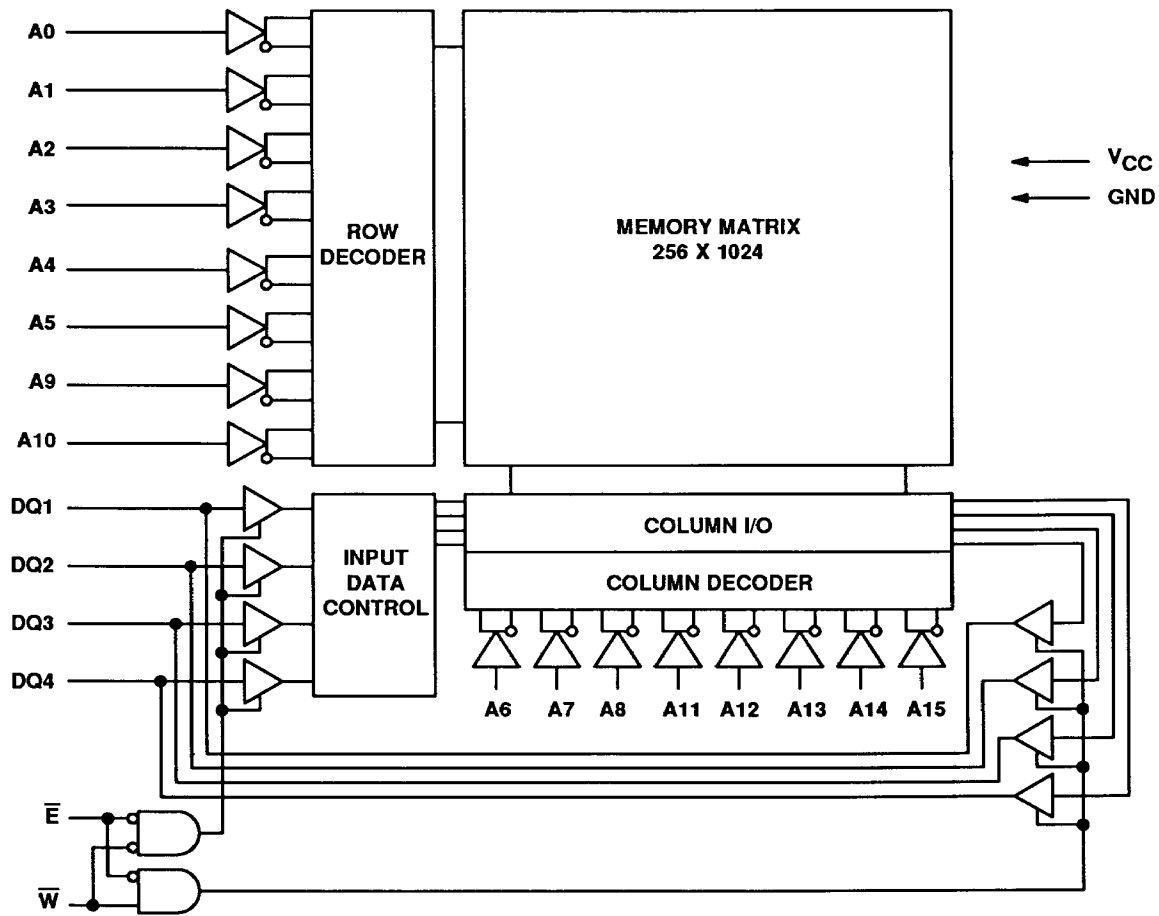 A0
A1
A2
A3
A4
A5
A9
A10
ROW
DECODER
MEMORY MATRIX
256 X 1024
VCC
GND
DQ1
DQ2
DQ3
DQ4
INPUT
DATA
CONTROL
COLUMN I/O
COLUMN DECODER
A6 A7 A8 A11 A12 A13 A14 A15
E̅
W̅